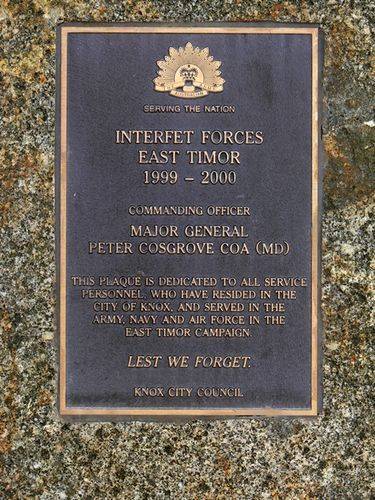 SERVING THE NATION
INTERFET FORCES
EAST TIMOR
1999 – 2000
COMMANDING OFFICER
MAJOR GENERAL
PETER COSGROVE COA (MD)
THIS PLAQUE IS DEDICATED TO ALL SERVICE
PERSONNEL, WHO HAVE RESIDED IN THE
CITY OF KNOX, AND SERVED IN THE
ARMY, NAVY AND AIR FORCE IN THE
EAST TIMOR CAMPAIGN.
LEST WE FORGET.
KNOX CITY COUNCIL